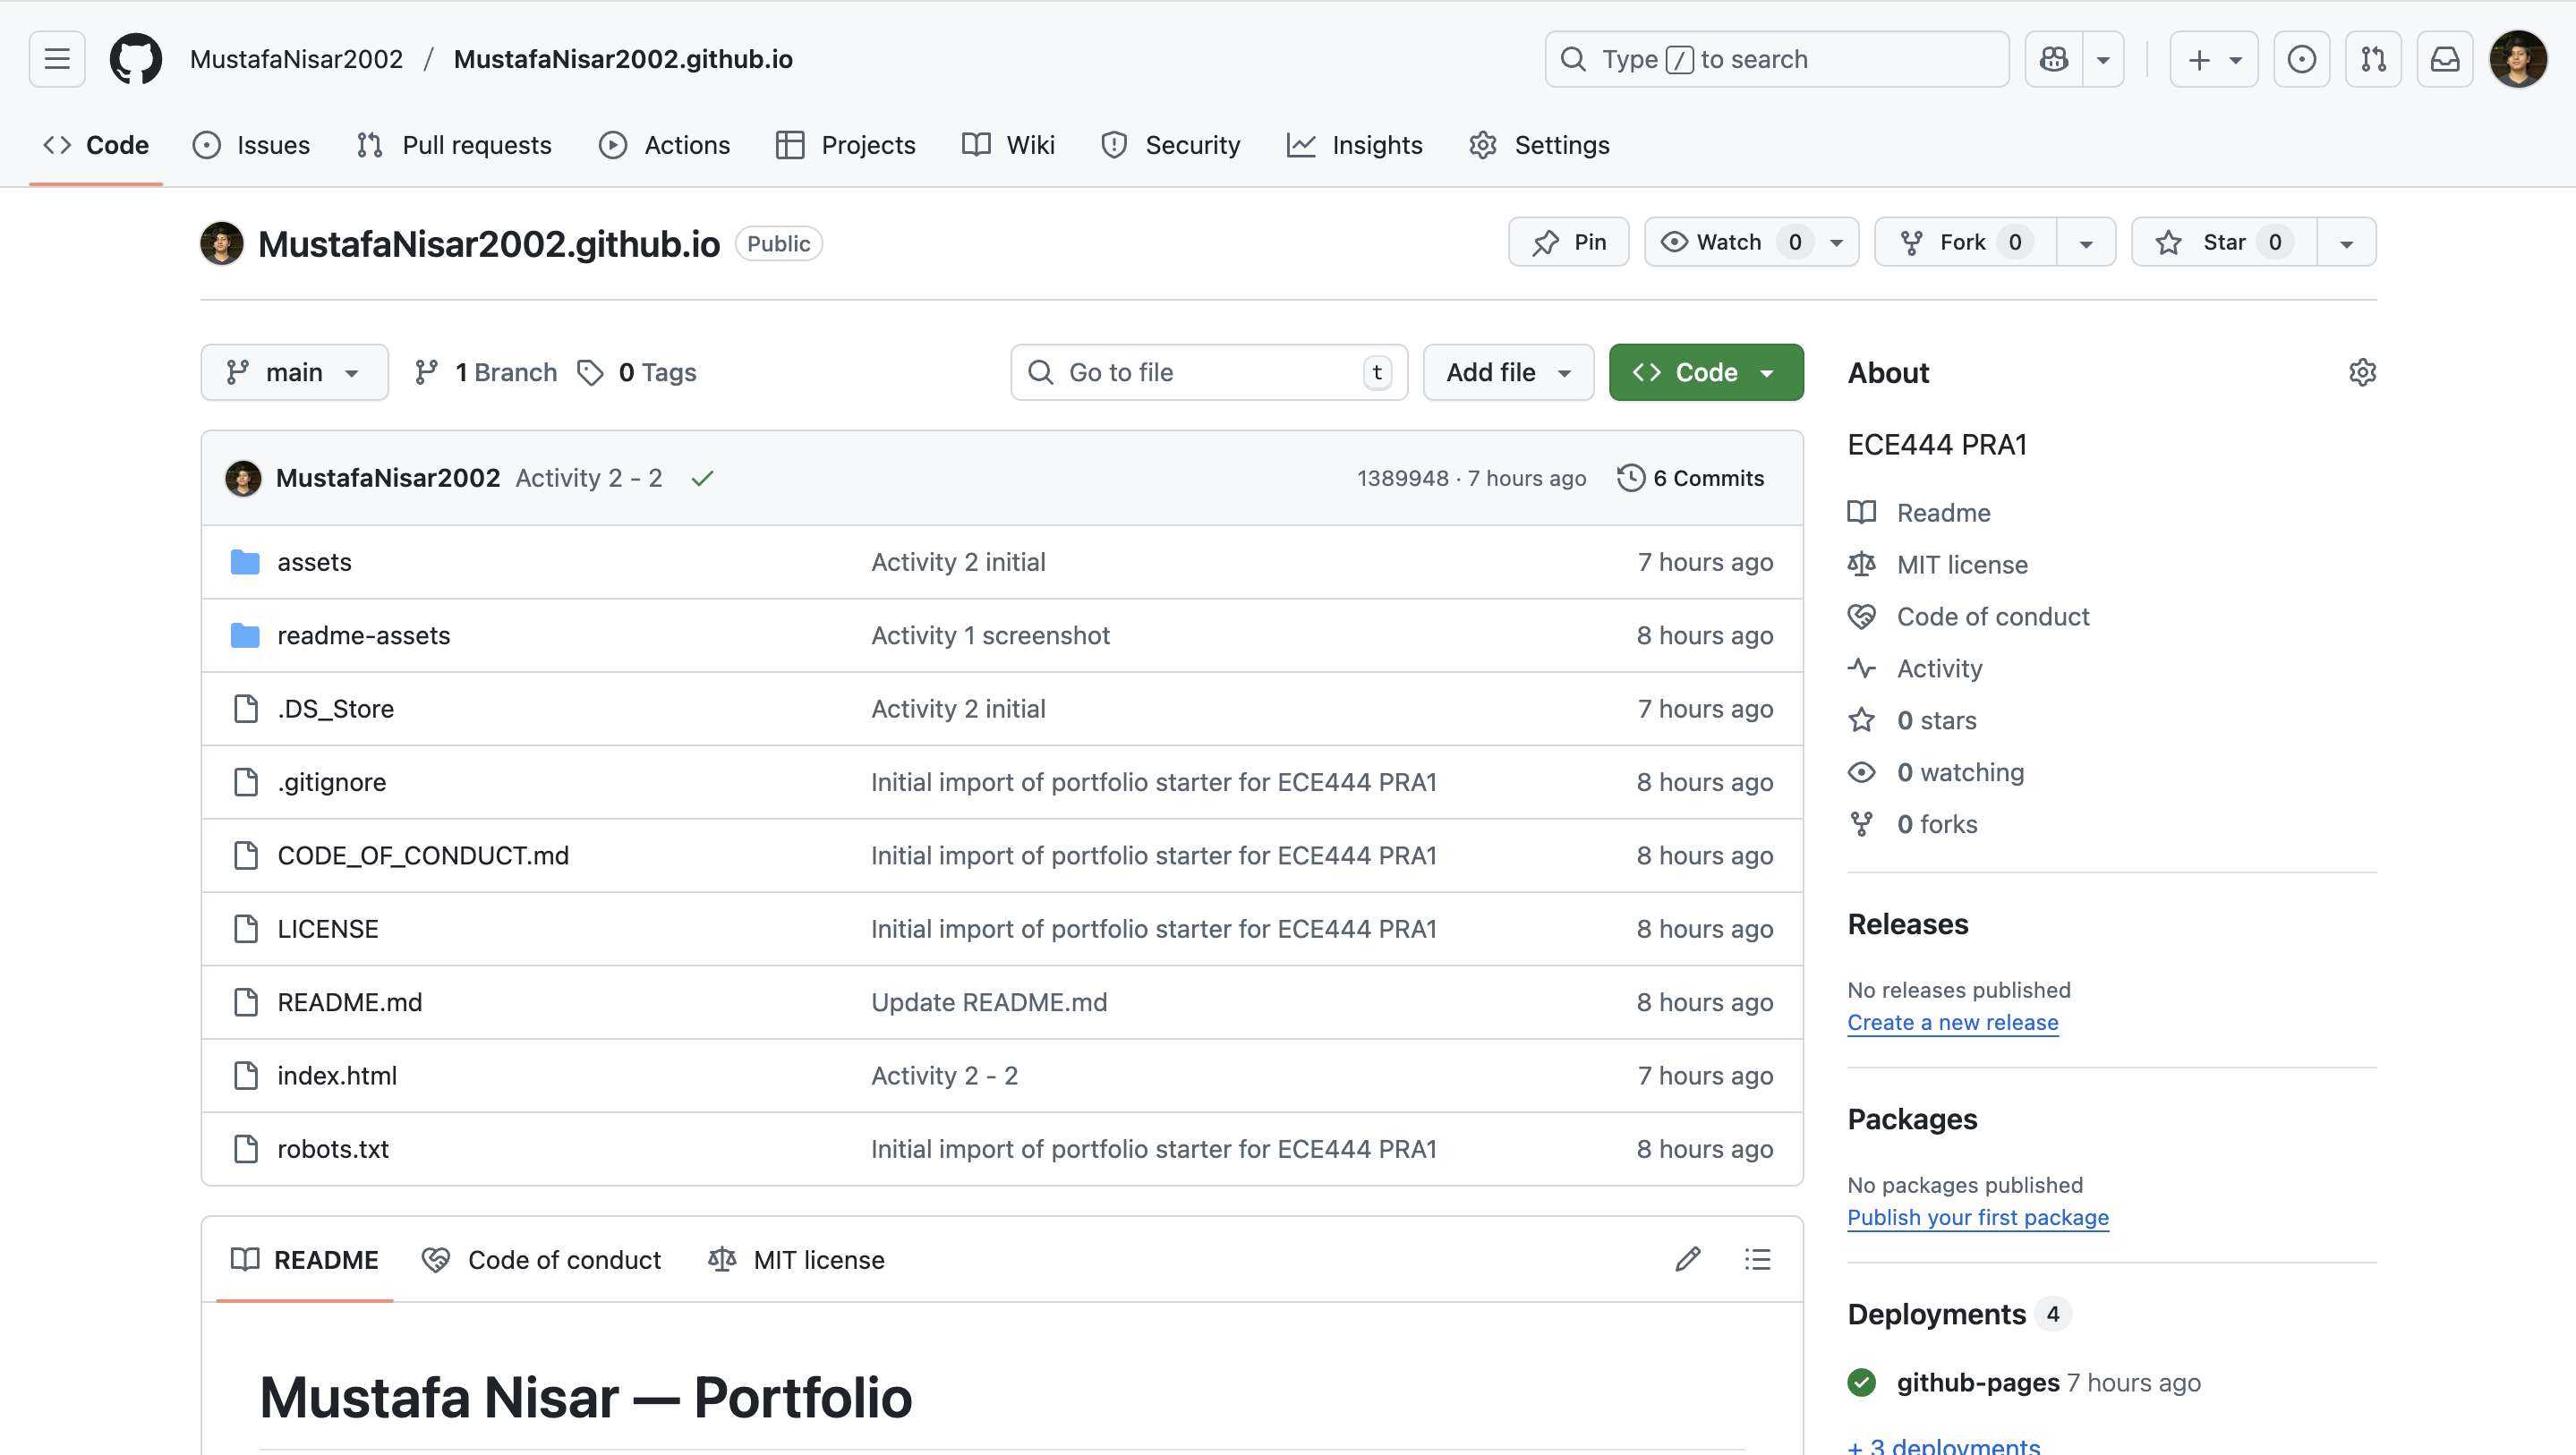 MustafaNisar2002 / MustafaNisar2002.github.io
Type / to search
Code Issues Pull requests Actions Projects Wiki Security Insights Settings
MustafaNisar2002.github.io Public
Pin Watch 0 Fork 0 Star 0
main 1 Branch 0 Tags Go to file t Add file Code
MustafaNisar2002 Activity 2 - 2 1389948 · 7 hours ago 6 Commits
assets Activity 2 initial 7 hours ago
readme-assets Activity 1 screenshot 8 hours ago
.DS_Store Activity 2 initial 7 hours ago
.gitignore Initial import of portfolio starter for ECE444 PRA1 8 hours ago
CODE_OF_CONDUCT.md Initial import of portfolio starter for ECE444 PRA1 8 hours ago
LICENSE Initial import of portfolio starter for ECE444 PRA1 8 hours ago
README.md Update README.md 8 hours ago
index.html Activity 2 - 2 7 hours ago
robots.txt Initial import of portfolio starter for ECE444 PRA1 8 hours ago
README Code of conduct MIT license
Mustafa Nisar — Portfolio
About
ECE444 PRA1
Readme
MIT license
Code of conduct
Activity
0 stars
0 watching
0 forks
Releases
No releases published
Create a new release
Packages
No packages published
Publish your first package
Deployments 4
github-pages 7 hours ago
+ 3 deployments